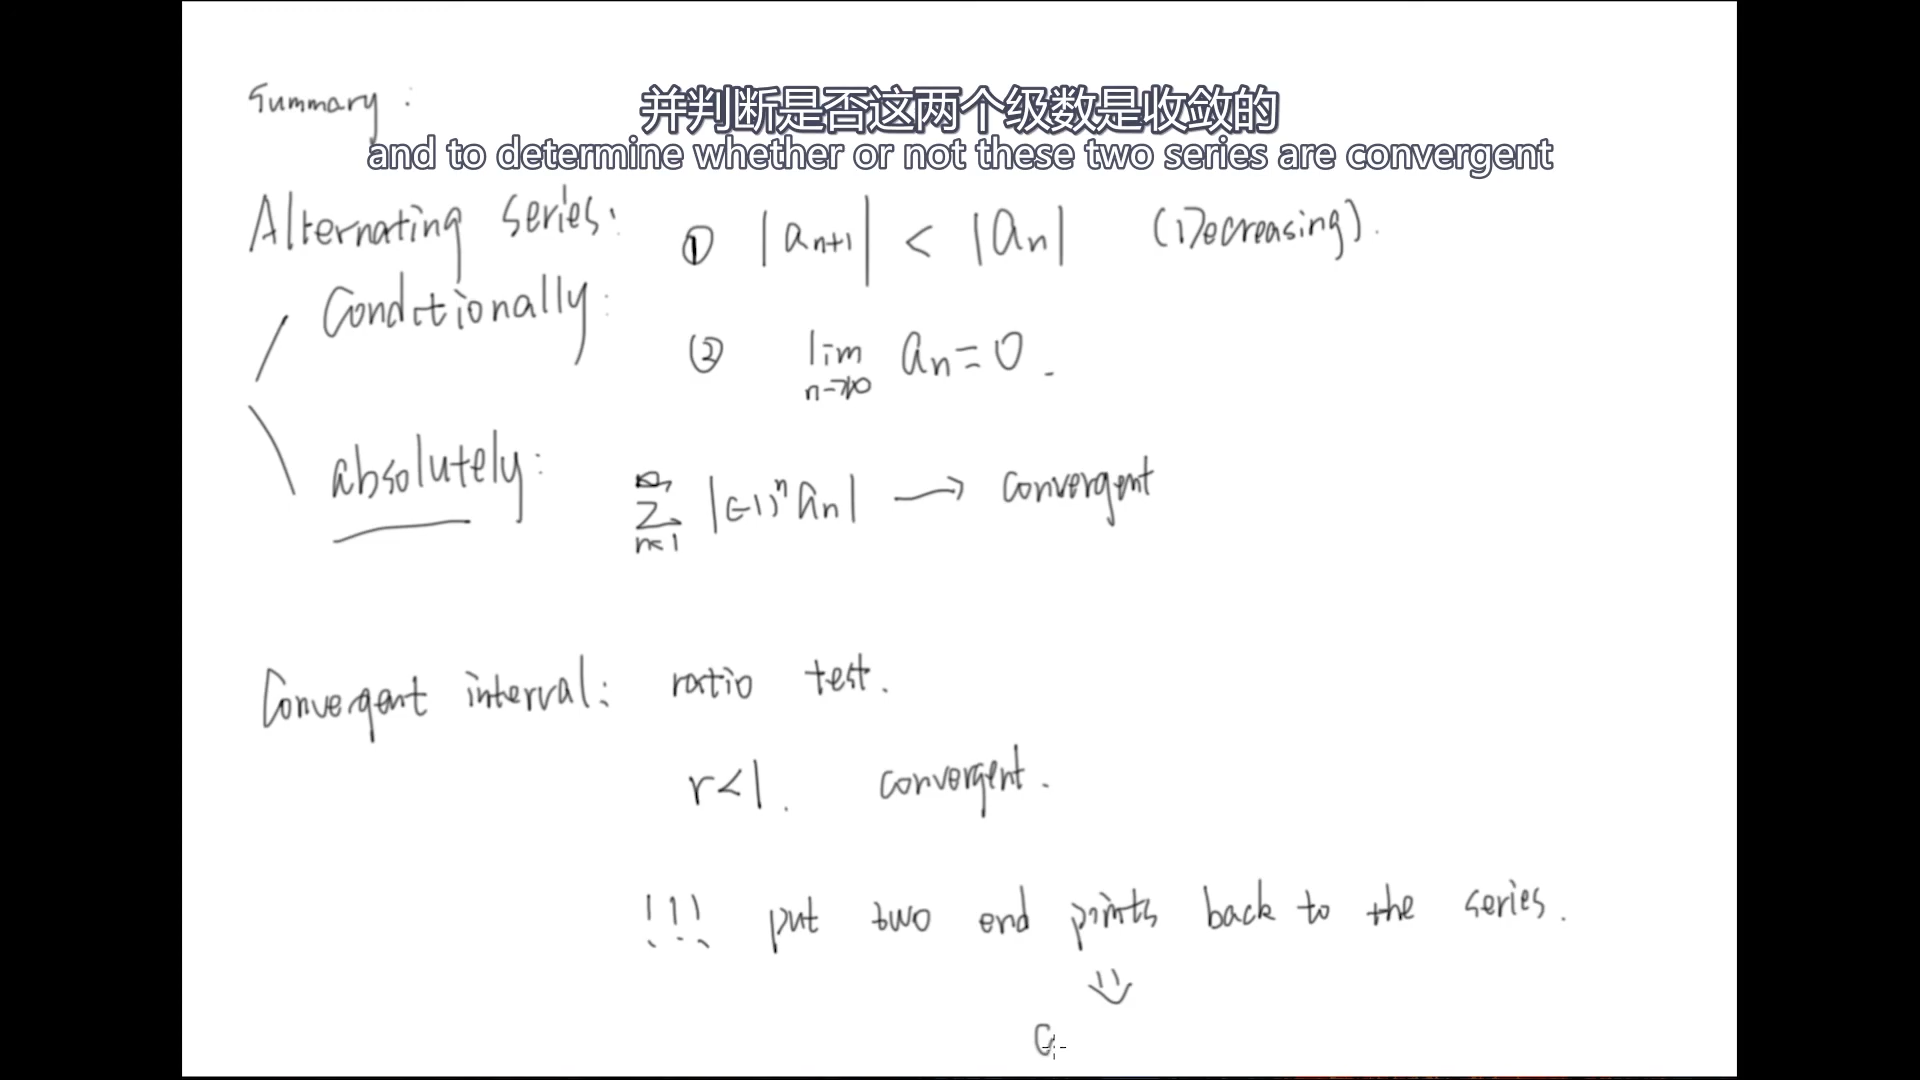 Summary :
并判断是否这两个级数是收敛的
and to determine whether or not these two series are convergent
Alternating series: ① |aₙ₊₁| < |aₙ| (Decreasing).
Conditionally:
② lim aₙ = 0.
n→∞
absolutely: ∞
Σ |(-1)ⁿ aₙ| → convergent
n=1
Convergent interval: ratio test.
r<1. convergent.
!!! put two end points back to the series.
⇓
C